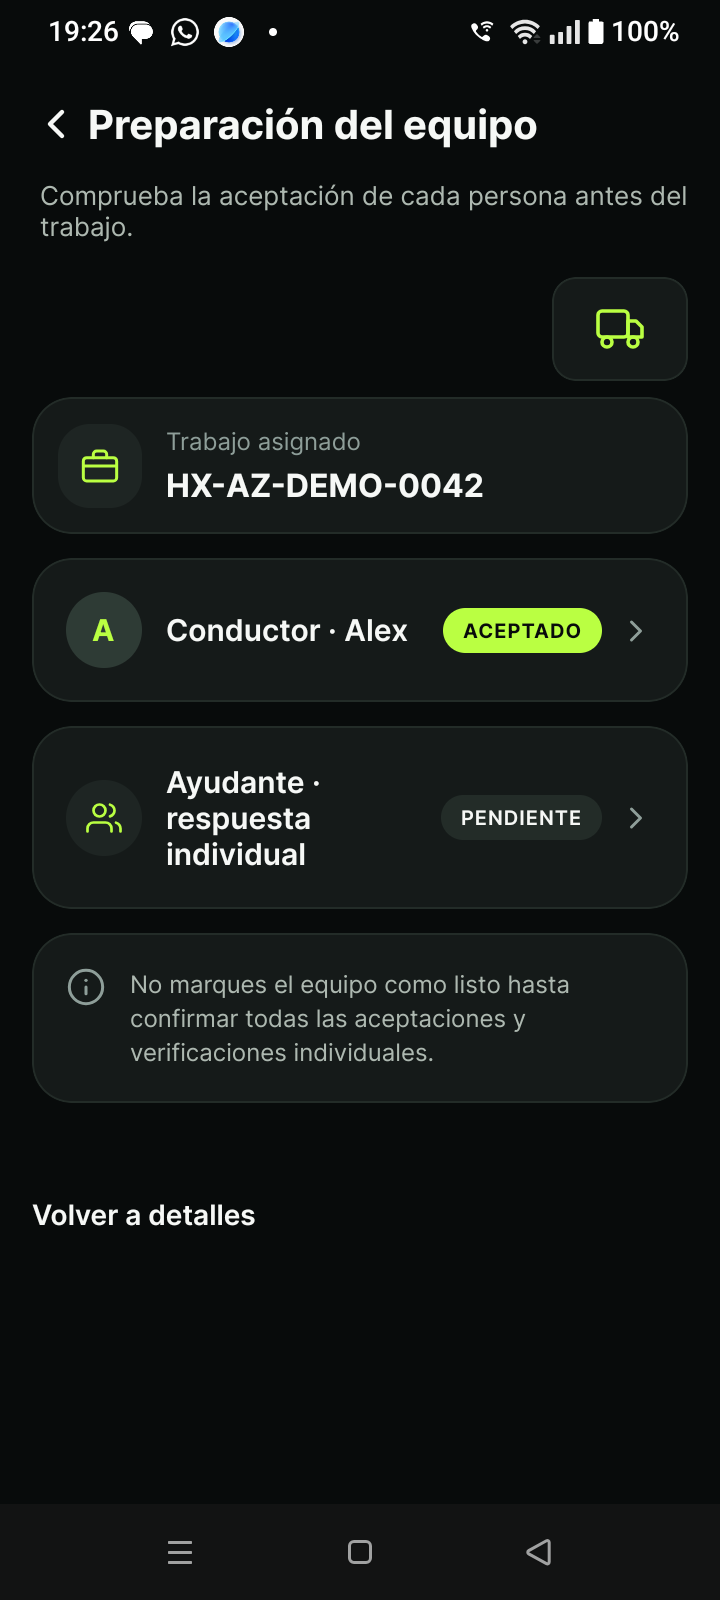 19:26
100%
Preparación del equipo
Comprueba la aceptación de cada persona antes del
trabajo.
Trabajo asignado
HX-AZ-DEMO-0042
A
Conductor · Alex
ACEPTADO
Ayudante ·
respuesta
individual
PENDIENTE
No marques el equipo como listo hasta
confirmar todas las aceptaciones y
verificaciones individuales.
Volver a detalles